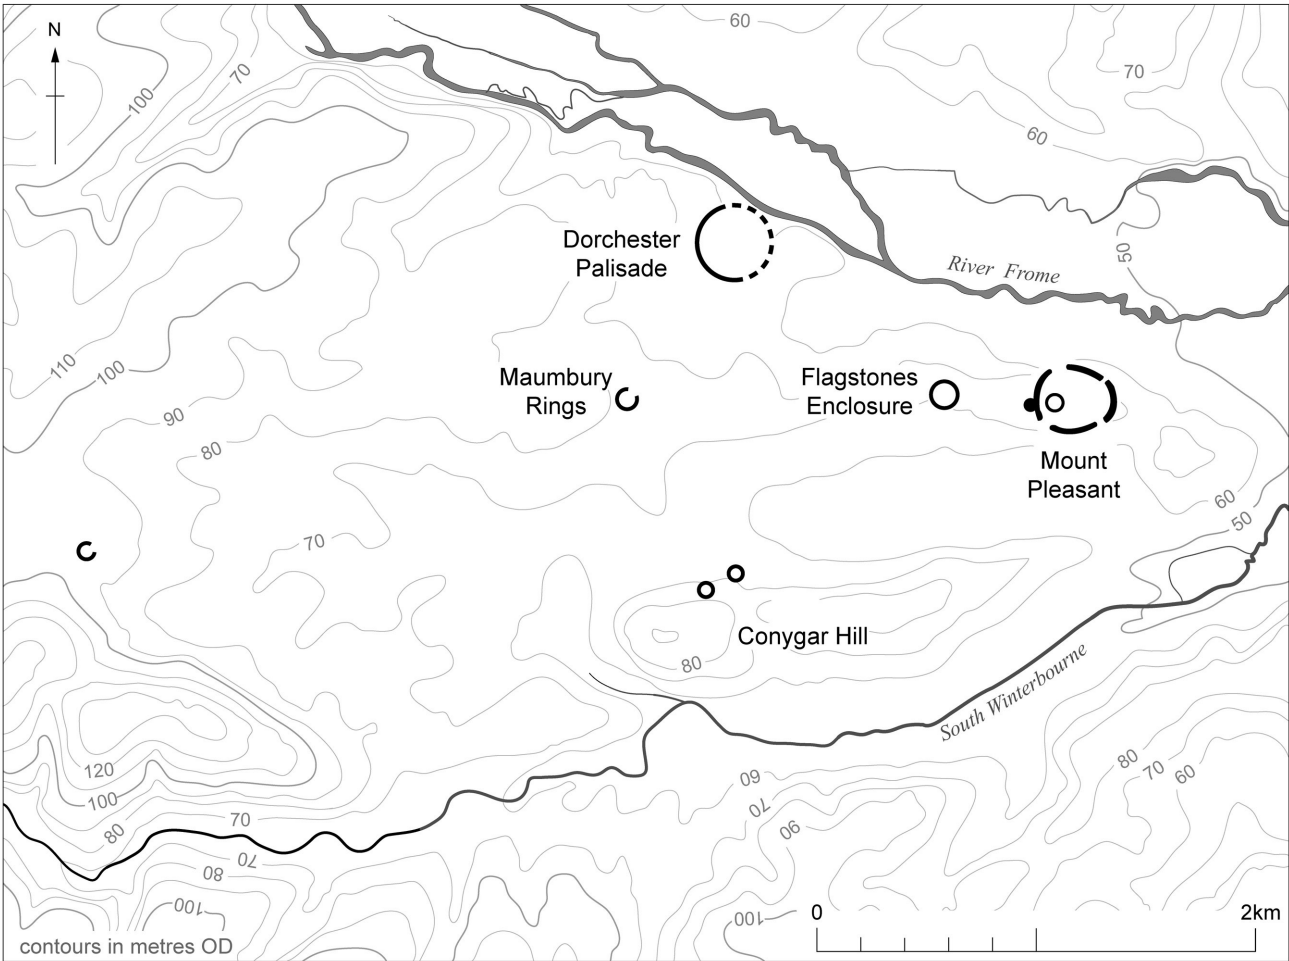 60
N
70
70
100
60
Dorchester
Palisade
50
River Frome
110
100
Maumbury
Rings
Flagstones
Enclosure
90
80
Mount
Pleasant
60
50
70
Conygar Hill
80
South Winterbourne
120
100
80
70
60
80
70
60
70
90
70
80
100
100
0
2km
contours in metres OD